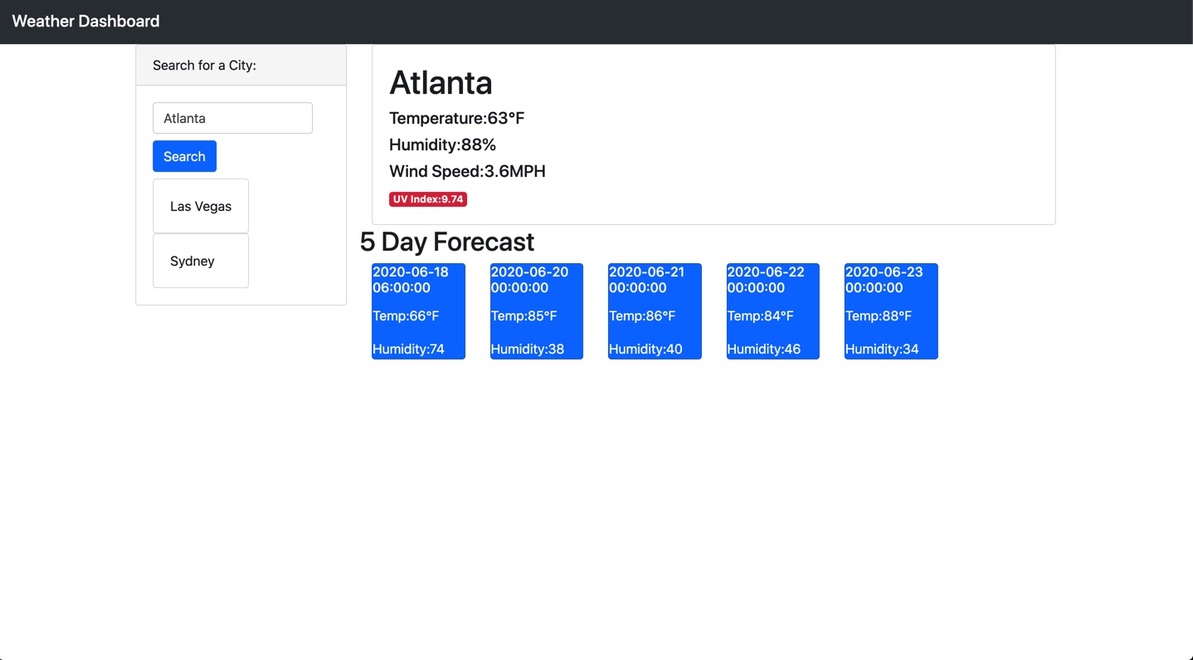 Weather Dashboard
Search for a City:
Atlanta
Search
Las Vegas
Sydney
Atlanta
Temperature:63°F
Humidity:88%
Wind Speed:3.6MPH
UV Index:9.74
5 Day Forecast
2020-06-18
06:00:00
Temp:66°F
Humidity:74
2020-06-20
00:00:00
Temp:85°F
Humidity:38
2020-06-21
00:00:00
Temp:86°F
Humidity:40
2020-06-22
00:00:00
Temp:84°F
Humidity:46
2020-06-23
00:00:00
Temp:88°F
Humidity:34